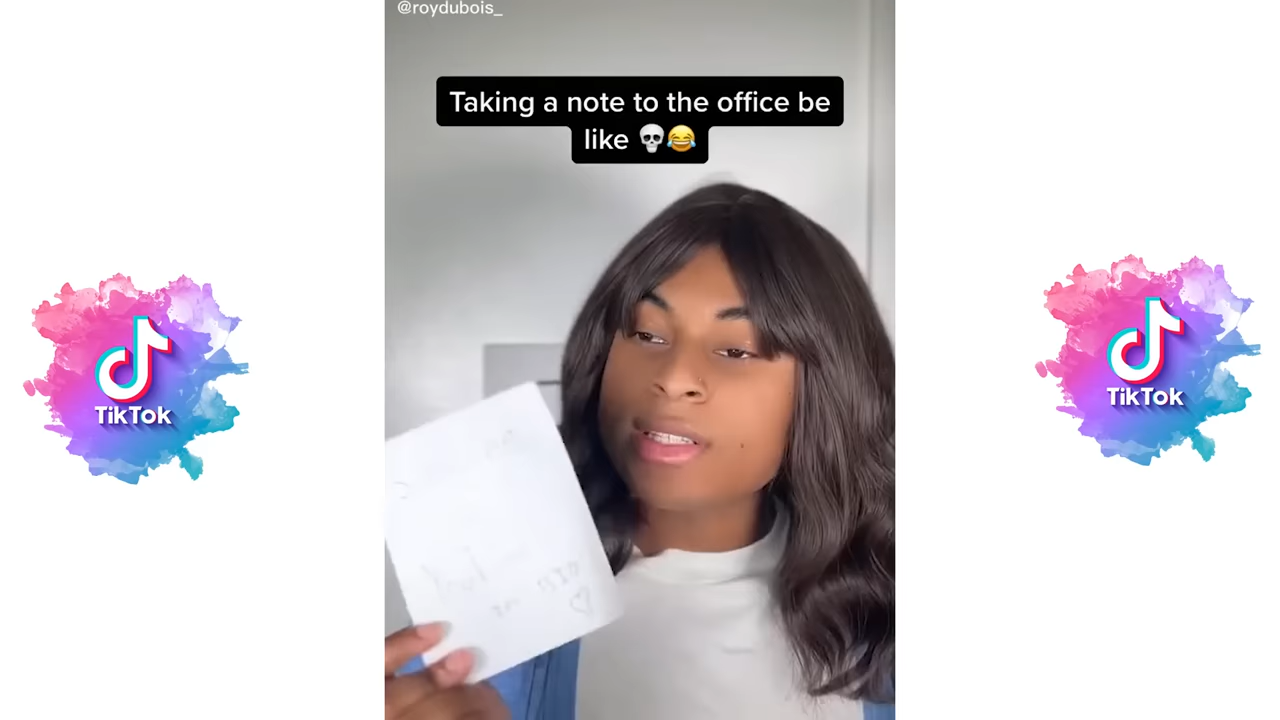 @roydubois_
Taking a note to the office be
like 💀😂
TikTok
TikTok